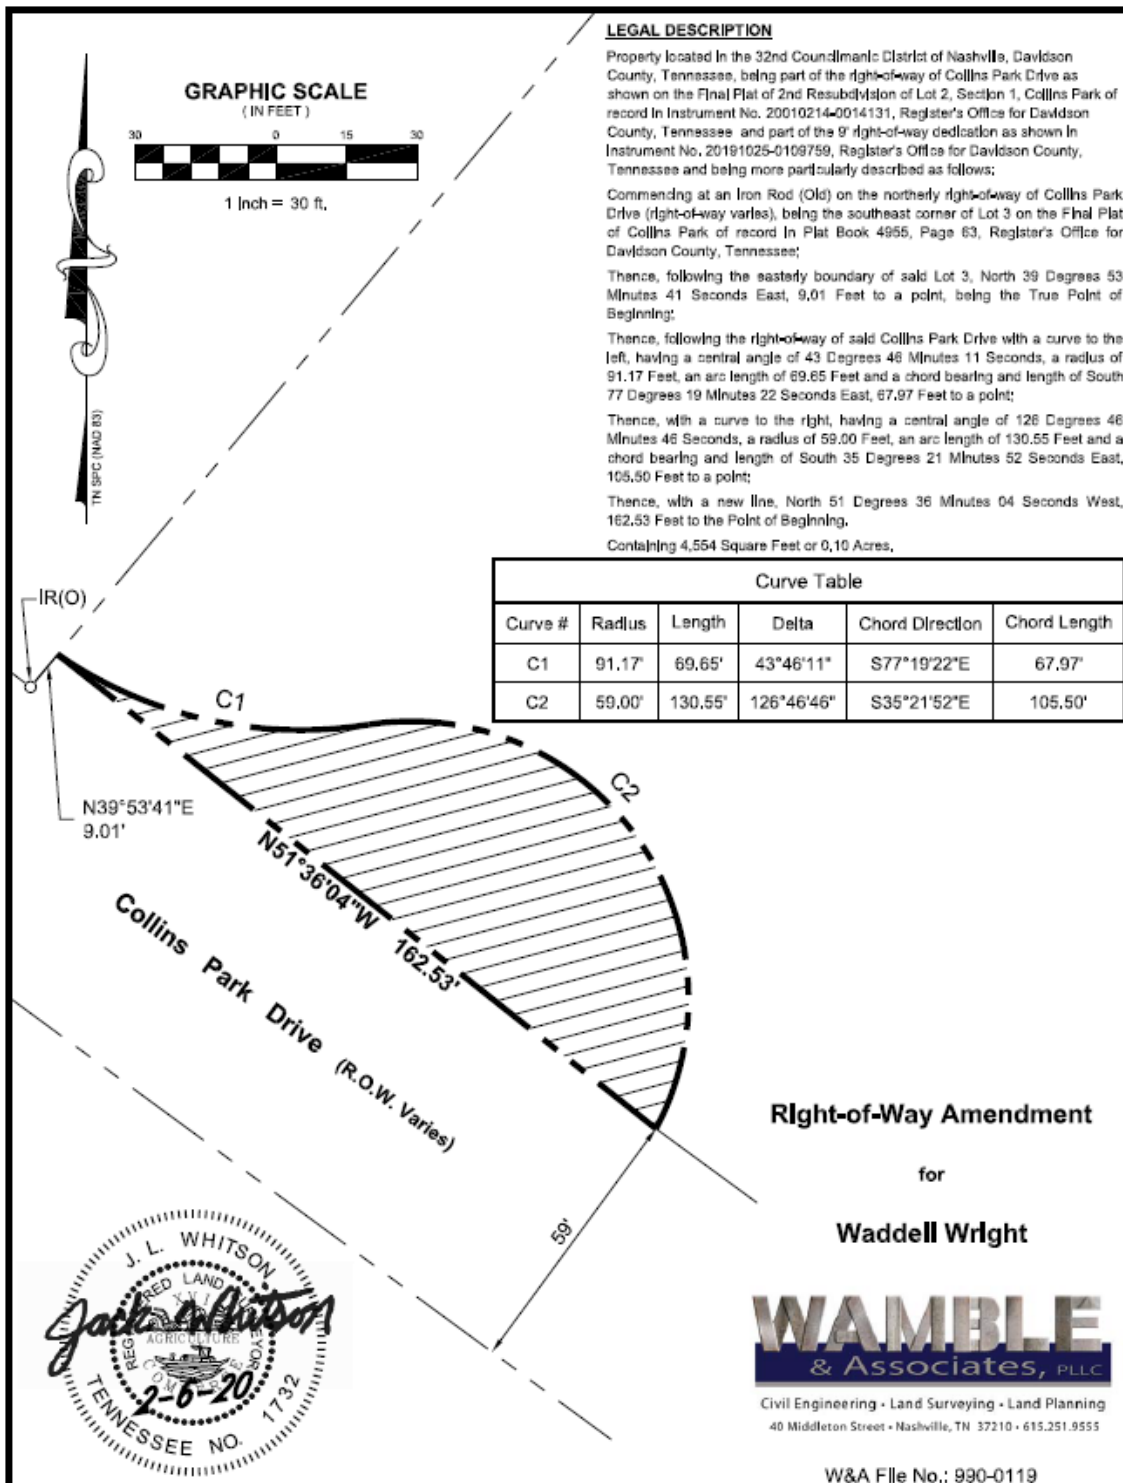 LEGAL DESCRIPTION
Property located in the 32nd Councilmanic District of Nashville, Davidson
County, Tennessee, being part of the right-of-way of Collins Park Drive as
shown on the Final Plat of 2nd Resubdivision of Lot 2, Section 1, Collins Park of
record in Instrument No. 20010214-0014131, Register's Office for Davidson
County, Tennessee and part of the 9' right-of-way dedication as shown in
Instrument No. 20191025-0109759, Register's Office for Davidson County,
Tennessee and being more particularly described as follows:
Commencing at an Iron Rod (Old) on the northerly right-of-way of Collins Park
Drive (right-of-way varies), being the southeast corner of Lot 3 on the Final Plat
of Collins Park of record in Plat Book 4955, Page 63, Register's Office for
Davidson County, Tennessee;
Thence, following the easterly boundary of said Lot 3, North 39 Degrees 53
Minutes 41 Seconds East, 9.01 Feet to a point, being the True Point of
Beginning;
Thence, following the right-of-way of said Collins Park Drive with a curve to the
left, having a central angle of 43 Degrees 46 Minutes 11 Seconds, a radius of
91.17 Feet, an arc length of 69.65 Feet and a chord bearing and length of South
77 Degrees 19 Minutes 22 Seconds East, 67.97 Feet to a point;
Thence, with a curve to the right, having a central angle of 126 Degrees 46
Minutes 46 Seconds, a radius of 59.00 Feet, an arc length of 130.55 Feet and a
chord bearing and length of South 35 Degrees 21 Minutes 52 Seconds East,
105.50 Feet to a point;
Thence, with a new line, North 51 Degrees 36 Minutes 04 Seconds West,
162.53 Feet to the Point of Beginning.
Containing 4,554 Square Feet or 0.10 Acres.
GRAPHIC SCALE
( IN FEET )
30 0 15 30
1 inch = 30 ft.
TN SPC (NAD 83)
Curve Table
Curve # Radius Length Delta Chord Direction Chord Length
C1 91.17' 69.65' 43°46'11" S77°19'22"E 67.97'
C2 59.00' 130.55' 126°46'46" S35°21'52"E 105.50'
IR(O)
C1
C2
N39°53'41"E
9.01'
N51°36'04"W 162.53'
Collins Park Drive (R.O.W. Varies)
59'
Right-of-Way Amendment
for
Waddell Wright
J. L. WHITSON
REGISTERED LAND SURVEYOR
XVI
AGRICULTURE
COMMERCE
Jack Whitson
2-6-20
TENNESSEE NO. 1732
WAMBLE
& Associates, PLLC
Civil Engineering • Land Surveying • Land Planning
40 Middleton Street • Nashville, TN 37210 • 615.251.9555
W&A File No.: 990-0119